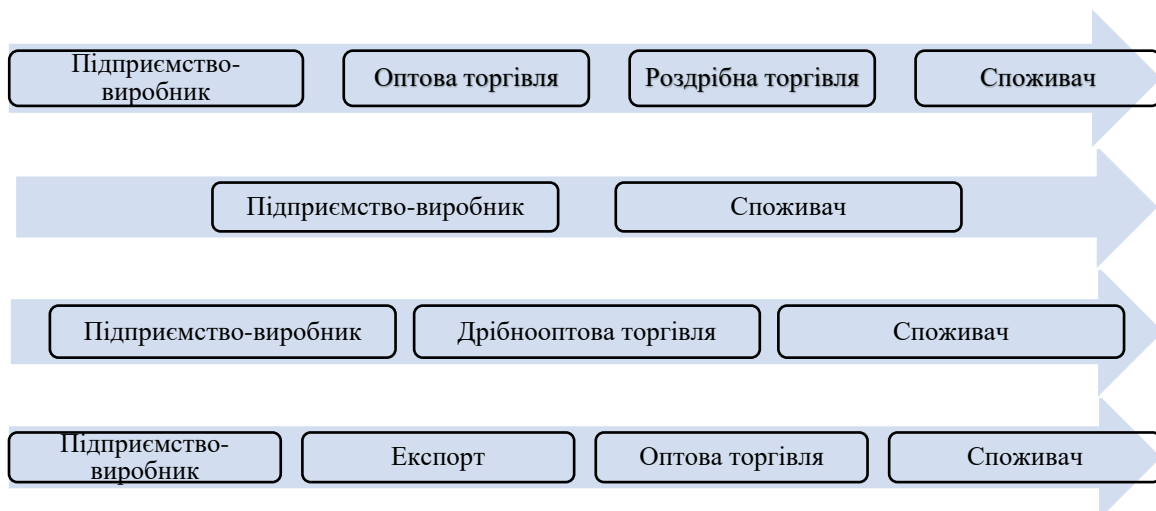 Підприємство-
виробник
Оптова торгівля
Роздрібна торгівля
Споживач
Підприємство-виробник
Споживач
Підприємство-виробник
Дрібнооптова торгівля
Споживач
Підприємство-
виробник
Експорт
Оптова торгівля
Споживач